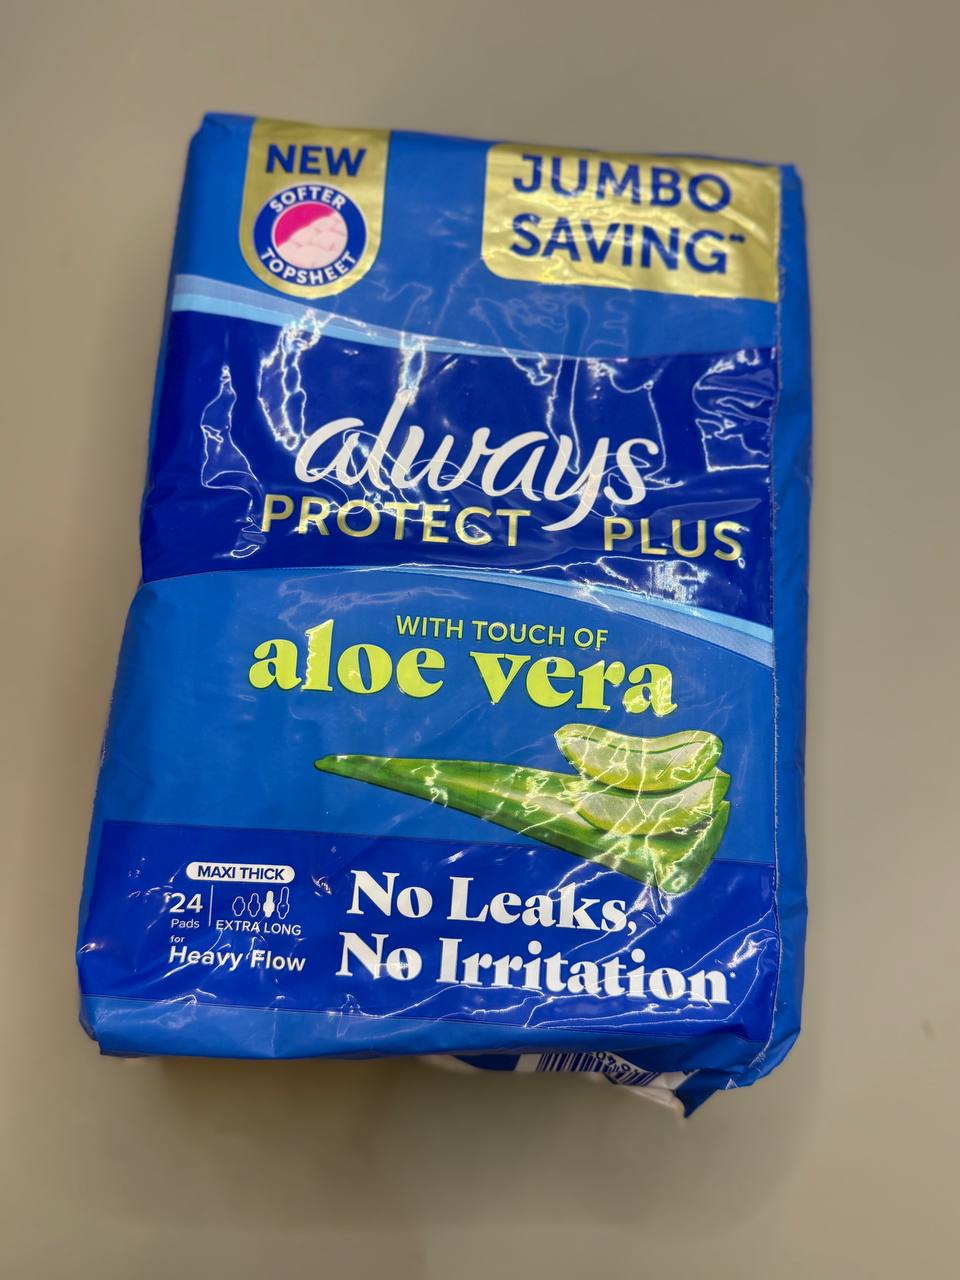 NEW
SOFTER
TOPSHEET
JUMBO
SAVING**
always
PROTECT PLUS
WITH TOUCH OF
aloe vera
MAXI THICK
24
Pads
EXTRA LONG
for
Heavy Flow
No Leaks,
No Irritation*